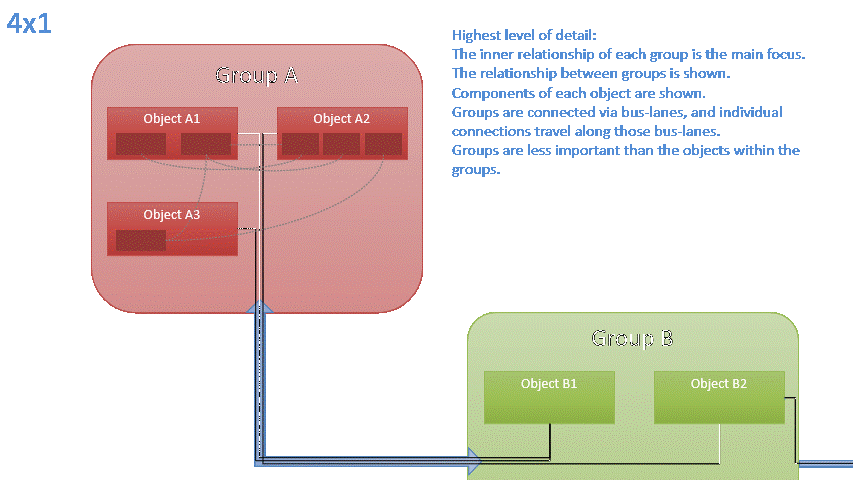 4x1
Highest level of detail:
The inner relationship of each group is the main focus.
The relationship between groups is shown.
Components of each object are shown.
Groups are connected via bus-lanes, and individual
connections travel along those bus-lanes.
Groups are less important than the objects within the
groups.
Group A
Object A1
Object A2
Object A3
Group B
Object B1
Object B2